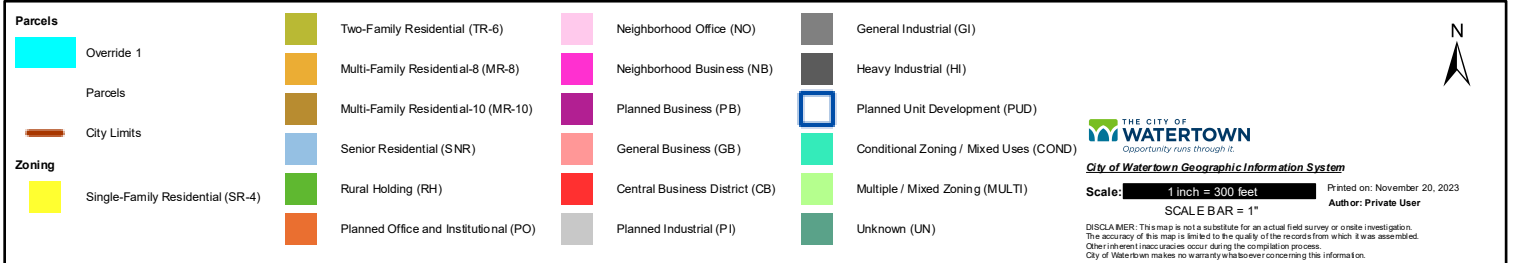 Parcels
Override 1
Parcels
City Limits
Zoning
Single-Family Residential (SR-4)
Two-Family Residential (TR-6)
Multi-Family Residential-8 (MR-8)
Multi-Family Residential-10 (MR-10)
Senior Residential (SNR)
Rural Holding (RH)
Planned Office and Institutional (PO)
Neighborhood Office (NO)
Neighborhood Business (NB)
Planned Business (PB)
General Business (GB)
Central Business District (CB)
Planned Industrial (PI)
General Industrial (GI)
Heavy Industrial (HI)
Planned Unit Development (PUD)
Conditional Zoning / Mixed Uses (COND)
Multiple / Mixed Zoning (MULTI)
Unknown (UN)
N
THE CITY OF
WATERTOWN
Opportunity runs through it.
City of Watertown Geographic Information System
Scale: 1 inch = 300 feet
SCALE BAR = 1"
Printed on: November 20, 2023
Author: Private User
DISCLAIMER: This map is not a substitute for an actual field survey or onsite investigation.
The accuracy of this map is limited to the quality of the records from which it was assembled.
Other inherent inaccuracies occur during the compilation process.
City of Watertown makes no warranty whatsoever concerning this information.